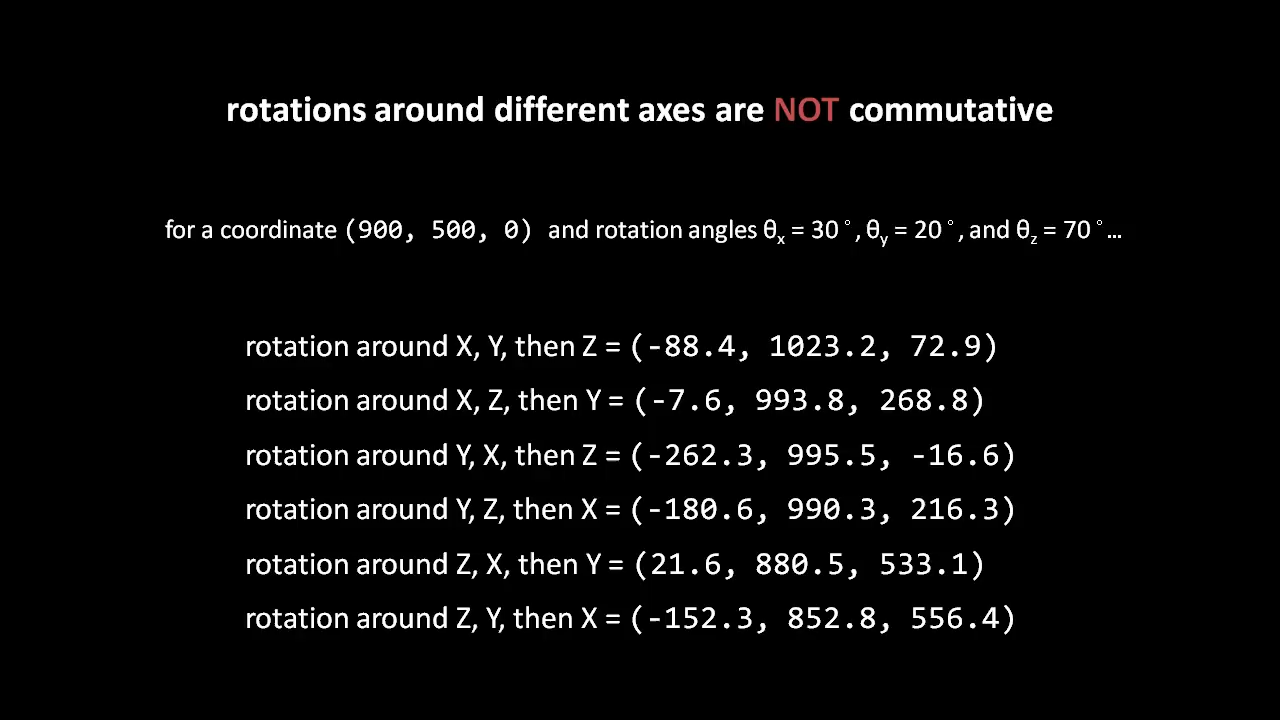 rotations around different axes are NOT commutative
for a coordinate (900, 500, 0) and rotation angles θx = 30°, θy = 20°, and θz = 70°…
rotation around X, Y, then Z = (-88.4, 1023.2, 72.9)
rotation around X, Z, then Y = (-7.6, 993.8, 268.8)
rotation around Y, X, then Z = (-262.3, 995.5, -16.6)
rotation around Y, Z, then X = (-180.6, 990.3, 216.3)
rotation around Z, X, then Y = (21.6, 880.5, 533.1)
rotation around Z, Y, then X = (-152.3, 852.8, 556.4)